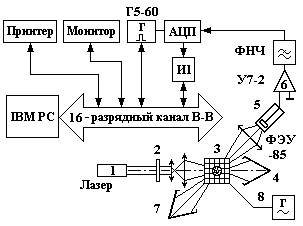 Г5-60
Принтер
Монитор
Г
АЦП
ФНЧ
~
И1
У7-2
6
IBM PC
16 - разрядный канал В-В
5
ФЭУ
-85
2
3
1
4
Лазер
7
8
Г
~